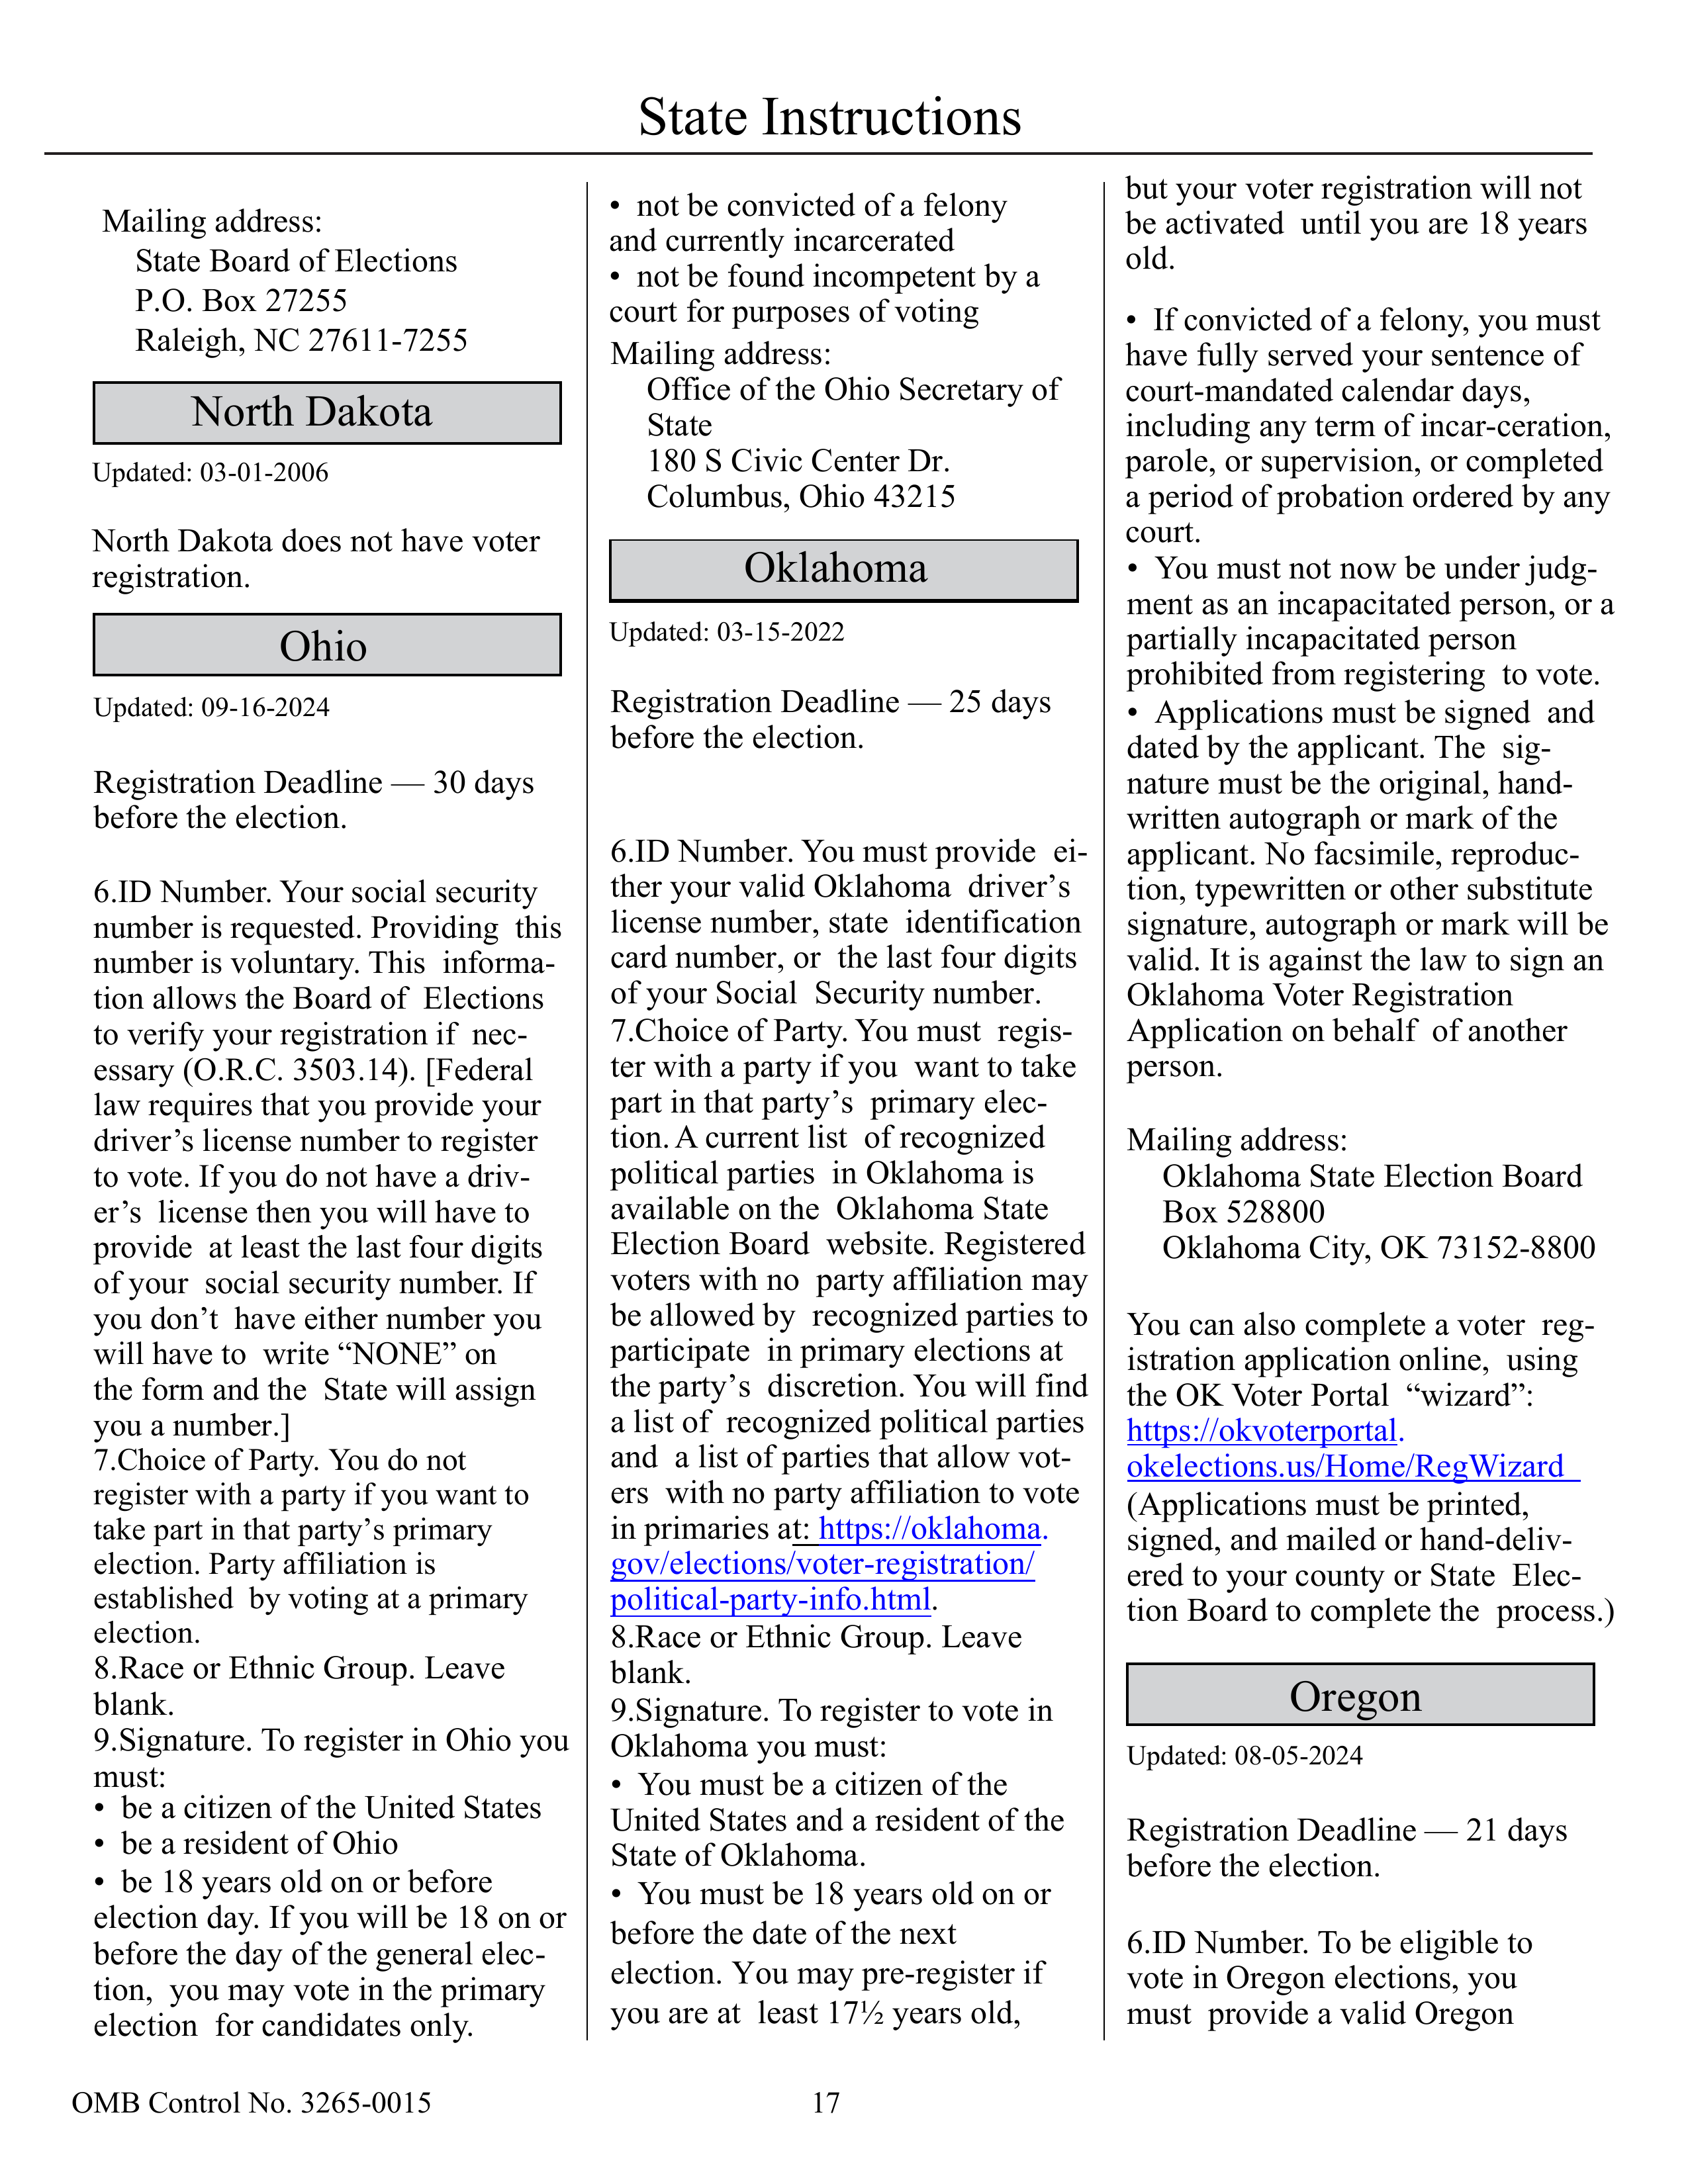 State Instructions
Mailing address:
State Board of Elections
P.O. Box 27255
Raleigh, NC 27611-7255
North Dakota
Updated: 03-01-2006
North Dakota does not have voter
registration.
Ohio
Updated: 09-16-2024
Registration Deadline — 30 days
before the election.
6.ID Number. Your social security
number is requested. Providing this
number is voluntary. This informa-
tion allows the Board of Elections
to verify your registration if nec-
essary (O.R.C. 3503.14). [Federal
law requires that you provide your
driver’s license number to register
to vote. If you do not have a driv-
er’s license then you will have to
provide at least the last four digits
of your social security number. If
you don’t have either number you
will have to write “NONE” on
the form and the State will assign
you a number.]
7.Choice of Party. You do not
register with a party if you want to
take part in that party’s primary
election. Party affiliation is
established by voting at a primary
election.
8.Race or Ethnic Group. Leave
blank.
9.Signature. To register in Ohio you
must:
• be a citizen of the United States
• be a resident of Ohio
• be 18 years old on or before
election day. If you will be 18 on or
before the day of the general elec-
tion, you may vote in the primary
election for candidates only.
• not be convicted of a felony
and currently incarcerated
• not be found incompetent by a
court for purposes of voting
Mailing address:
Office of the Ohio Secretary of
State
180 S Civic Center Dr.
Columbus, Ohio 43215
Oklahoma
Updated: 03-15-2022
Registration Deadline — 25 days
before the election.
6.ID Number. You must provide ei-
ther your valid Oklahoma driver’s
license number, state identification
card number, or the last four digits
of your Social Security number.
7.Choice of Party. You must regis-
ter with a party if you want to take
part in that party’s primary elec-
tion. A current list of recognized
political parties in Oklahoma is
available on the Oklahoma State
Election Board website. Registered
voters with no party affiliation may
be allowed by recognized parties to
participate in primary elections at
the party’s discretion. You will find
a list of recognized political parties
and a list of parties that allow vot-
ers with no party affiliation to vote
in primaries at: https://oklahoma.
gov/elections/voter-registration/
political-party-info.html.
8.Race or Ethnic Group. Leave
blank.
9.Signature. To register to vote in
Oklahoma you must:
• You must be a citizen of the
United States and a resident of the
State of Oklahoma.
• You must be 18 years old on or
before the date of the next
election. You may pre-register if
you are at least 17½ years old,
but your voter registration will not
be activated until you are 18 years
old.
• If convicted of a felony, you must
have fully served your sentence of
court-mandated calendar days,
including any term of incar-ceration,
parole, or supervision, or completed
a period of probation ordered by any
court.
• You must not now be under judg-
ment as an incapacitated person, or a
partially incapacitated person
prohibited from registering to vote.
• Applications must be signed and
dated by the applicant. The sig-
nature must be the original, hand-
written autograph or mark of the
applicant. No facsimile, reproduc-
tion, typewritten or other substitute
signature, autograph or mark will be
valid. It is against the law to sign an
Oklahoma Voter Registration
Application on behalf of another
person.
Mailing address:
Oklahoma State Election Board
Box 528800
Oklahoma City, OK 73152-8800
You can also complete a voter reg-
istration application online, using
the OK Voter Portal “wizard”:
https://okvoterportal.
okelections.us/Home/RegWizard
(Applications must be printed,
signed, and mailed or hand-deliv-
ered to your county or State Elec-
tion Board to complete the process.)
Oregon
Updated: 08-05-2024
Registration Deadline — 21 days
before the election.
6.ID Number. To be eligible to
vote in Oregon elections, you
must provide a valid Oregon
OMB Control No. 3265-0015
17